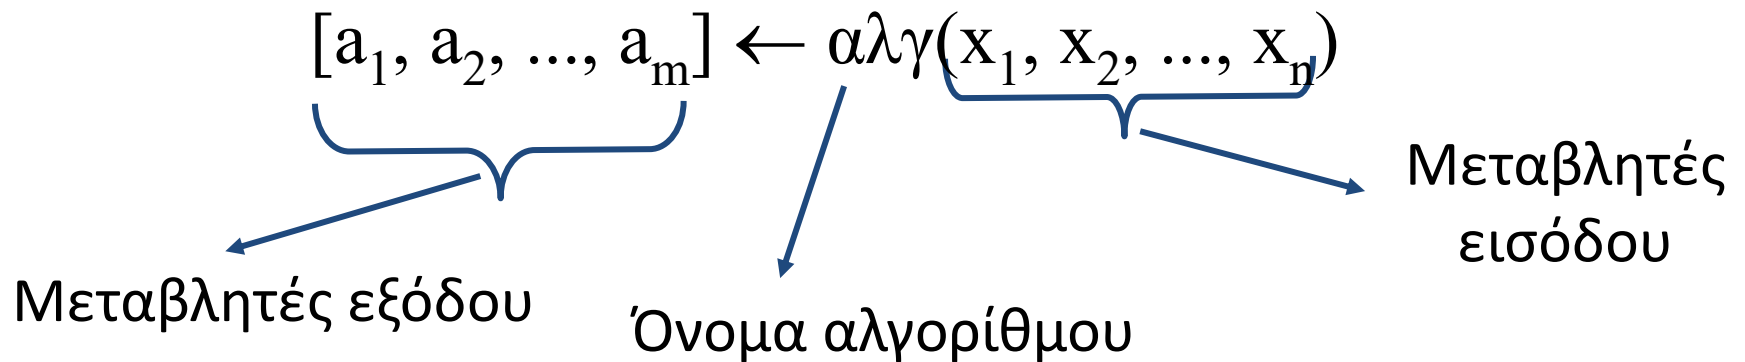 [a₁, a₂, ..., aₘ] ← αλγ(x₁, x₂, ..., xₙ)
Μεταβλητές
εισόδου
Μεταβλητές εξόδου
Όνομα αλγορίθμου